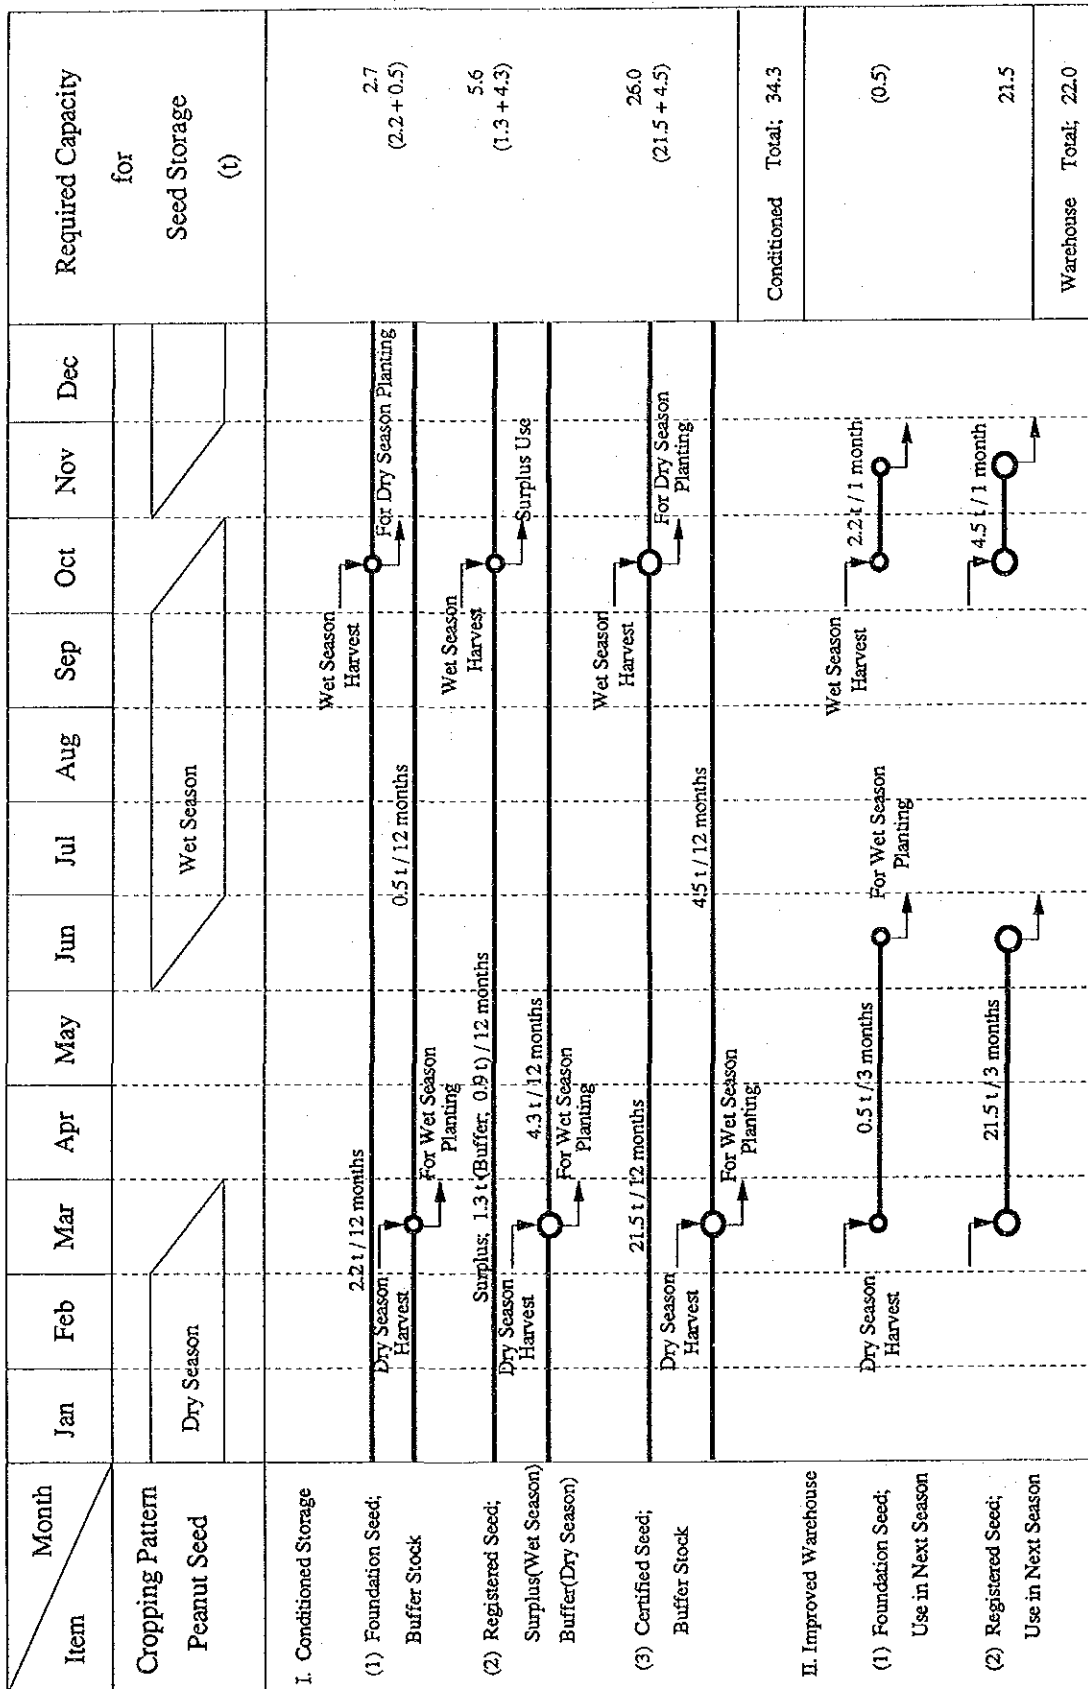 Month
Item
Jan
Feb
Mar
Apr
May
Jun
Jul
Aug
Sep
Oct
Nov
Dec
Required Capacity
for
Seed Storage
(t)
Cropping Pattern
Peanut Seed
Dry Season
Wet Season
I. Conditioned Storage
(1) Foundation Seed;
Buffer Stock
2.2 t / 12 months
Wet Season
Harvest
For Dry Season Planting
0.5 t / 12 months
Dry Season
Harvest
For Wet Season
Planting
2.7
(2.2 + 0.5)
(2) Registered Seed;
Surplus(Wet Season)
Buffer(Dry Season)
Surplus; 1.3 t (Buffer; 0.9 t) / 12 months
Wet Season
Harvest
Surplus Use
4.3 t / 12 months
Dry Season
Harvest
For Wet Season
Planting
5.6
(1.3 + 4.3)
(3) Certified Seed;
Buffer Stock
21.5 t / 12 months
Wet Season
Harvest
For Dry Season
Planting
4.5 t / 12 months
Dry Season
Harvest
For Wet Season
Planting
26.0
(21.5 + 4.5)
Conditioned Total; 34.3
II. Improved Warehouse
(1) Foundation Seed;
Use in Next Season
Dry Season
Harvest
0.5 t / 3 months
For Wet Season
Planting
Wet Season
Harvest
2.2 t / 1 month
(0.5)
(2) Registered Seed;
Use in Next Season
21.5 t / 3 months
4.5 t / 1 month
21.5
Warehouse Total; 22.0